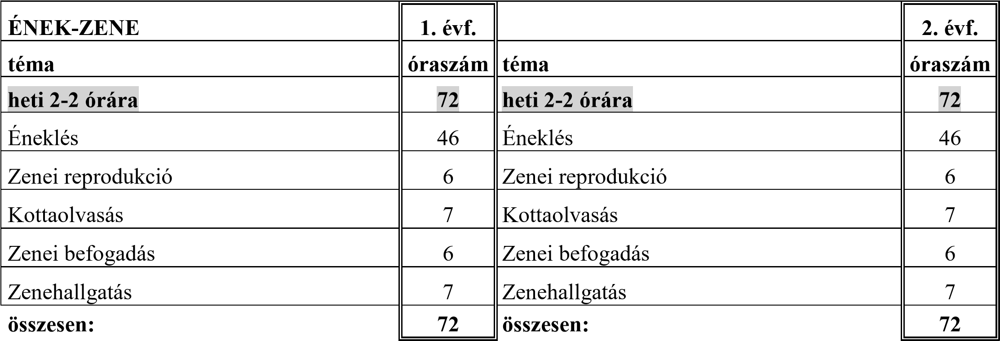 ÉNEK-ZENE 1. évf. 2. évf.
téma óraszám téma óraszám
heti 2-2 órára 72 heti 2-2 órára 72
Éneklés 46 Éneklés 46
Zenei reprodukció 6 Zenei reprodukció 6
Kottaolvasás 7 Kottaolvasás 7
Zenei befogadás 6 Zenei befogadás 6
Zenehallgatás 7 Zenehallgatás 7
összesen: 72 összesen: 72